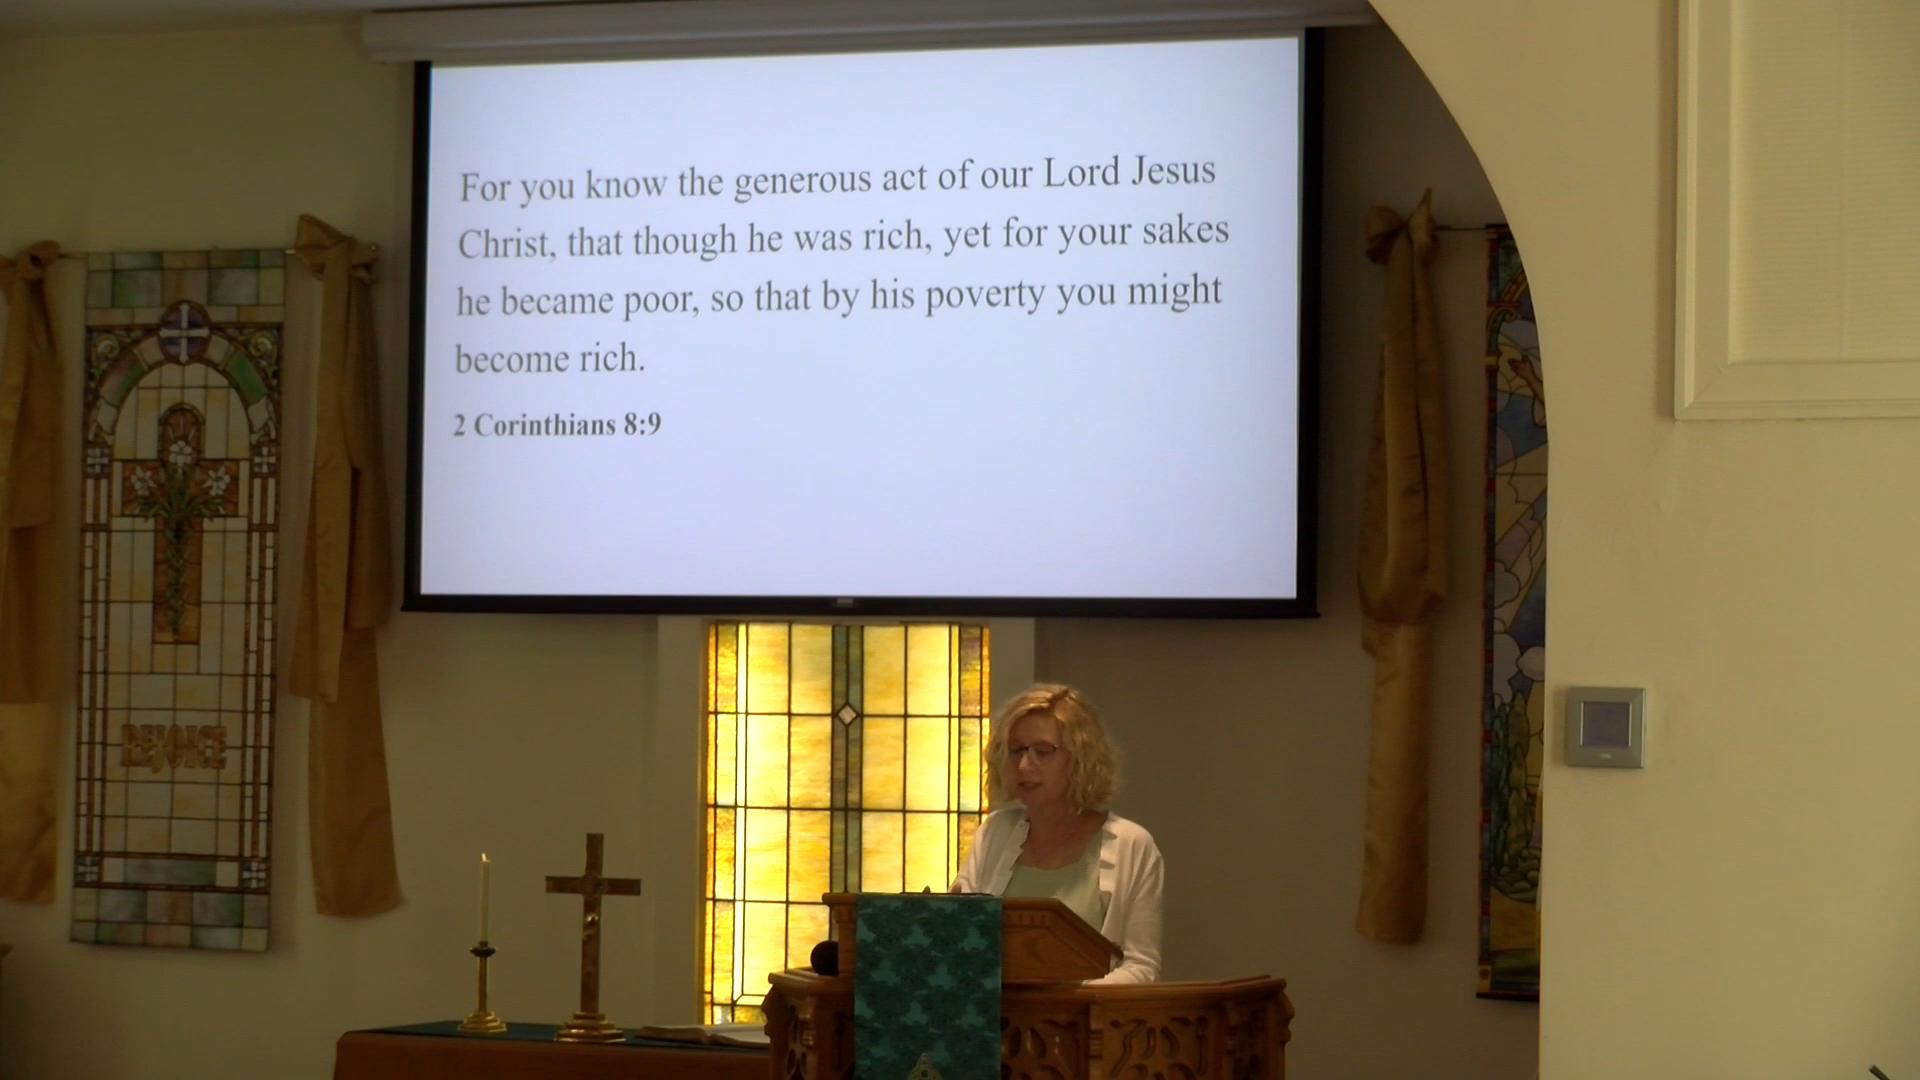 For you know the generous act of our Lord Jesus
Christ, that though he was rich, yet for your sakes
he became poor, so that by his poverty you might
become rich.
2 Corinthians 8:9
REJOICE